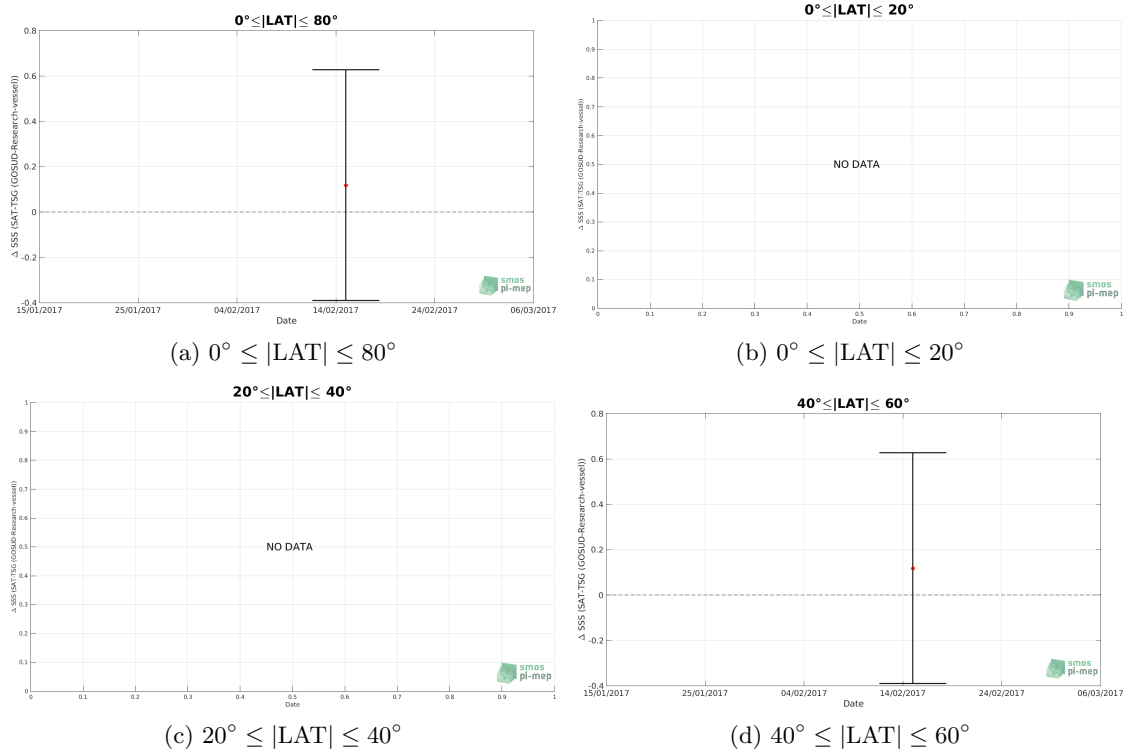 0°≤|LAT|≤ 80°
Δ SSS (SAT-TSG (GOSUD-Research-vessel))
0.8
0.6
0.4
0.2
0
-0.2
-0.4
15/01/2017 25/01/2017 04/02/2017 14/02/2017 24/02/2017 06/03/2017
Date
smos
pi-mep
(a) 0° ≤ |LAT| ≤ 80°
0°≤|LAT|≤ 20°
Δ SSS (SAT-TSG (GOSUD-Research-vessel))
1
0.9
0.8
0.7
0.6
0.5
0.4
0.3
0.2
0.1
0
NO DATA
0 0.1 0.2 0.3 0.4 0.5 0.6 0.7 0.8 0.9 1
Date
smos
pi-mep
(b) 0° ≤ |LAT| ≤ 20°
20°≤|LAT|≤ 40°
Δ SSS (SAT-TSG (GOSUD-Research-vessel))
1
0.9
0.8
0.7
0.6
0.5
0.4
0.3
0.2
0.1
0
NO DATA
0 0.1 0.2 0.3 0.4 0.5 0.6 0.7 0.8 0.9 1
Date
smos
pi-mep
(c) 20° ≤ |LAT| ≤ 40°
40°≤|LAT|≤ 60°
Δ SSS (SAT-TSG (GOSUD-Research-vessel))
0.8
0.6
0.4
0.2
0
-0.2
-0.4
15/01/2017 25/01/2017 04/02/2017 14/02/2017 24/02/2017 06/03/2017
Date
smos
pi-mep
(d) 40° ≤ |LAT| ≤ 60°